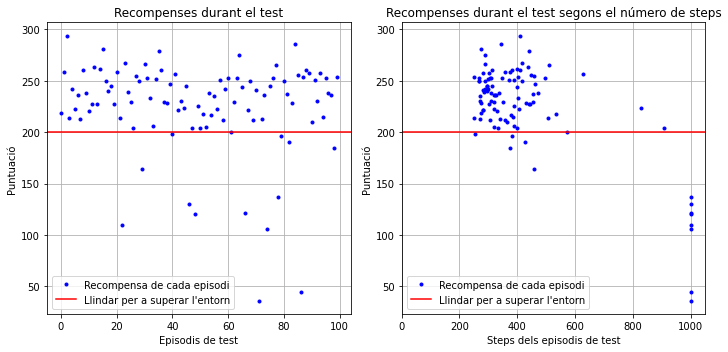 Recompenses durant el test
300
250
200
150
100
50
Puntuació
Recompensa de cada episodi
Llindar per a superar l'entorn
0
20
40
60
80
100
Episodis de test
Recompenses durant el test segons el número de steps
300
250
200
150
100
50
Puntuació
Recompensa de cada episodi
Llindar per a superar l'entorn
0
200
400
600
800
1000
Steps dels episodis de test